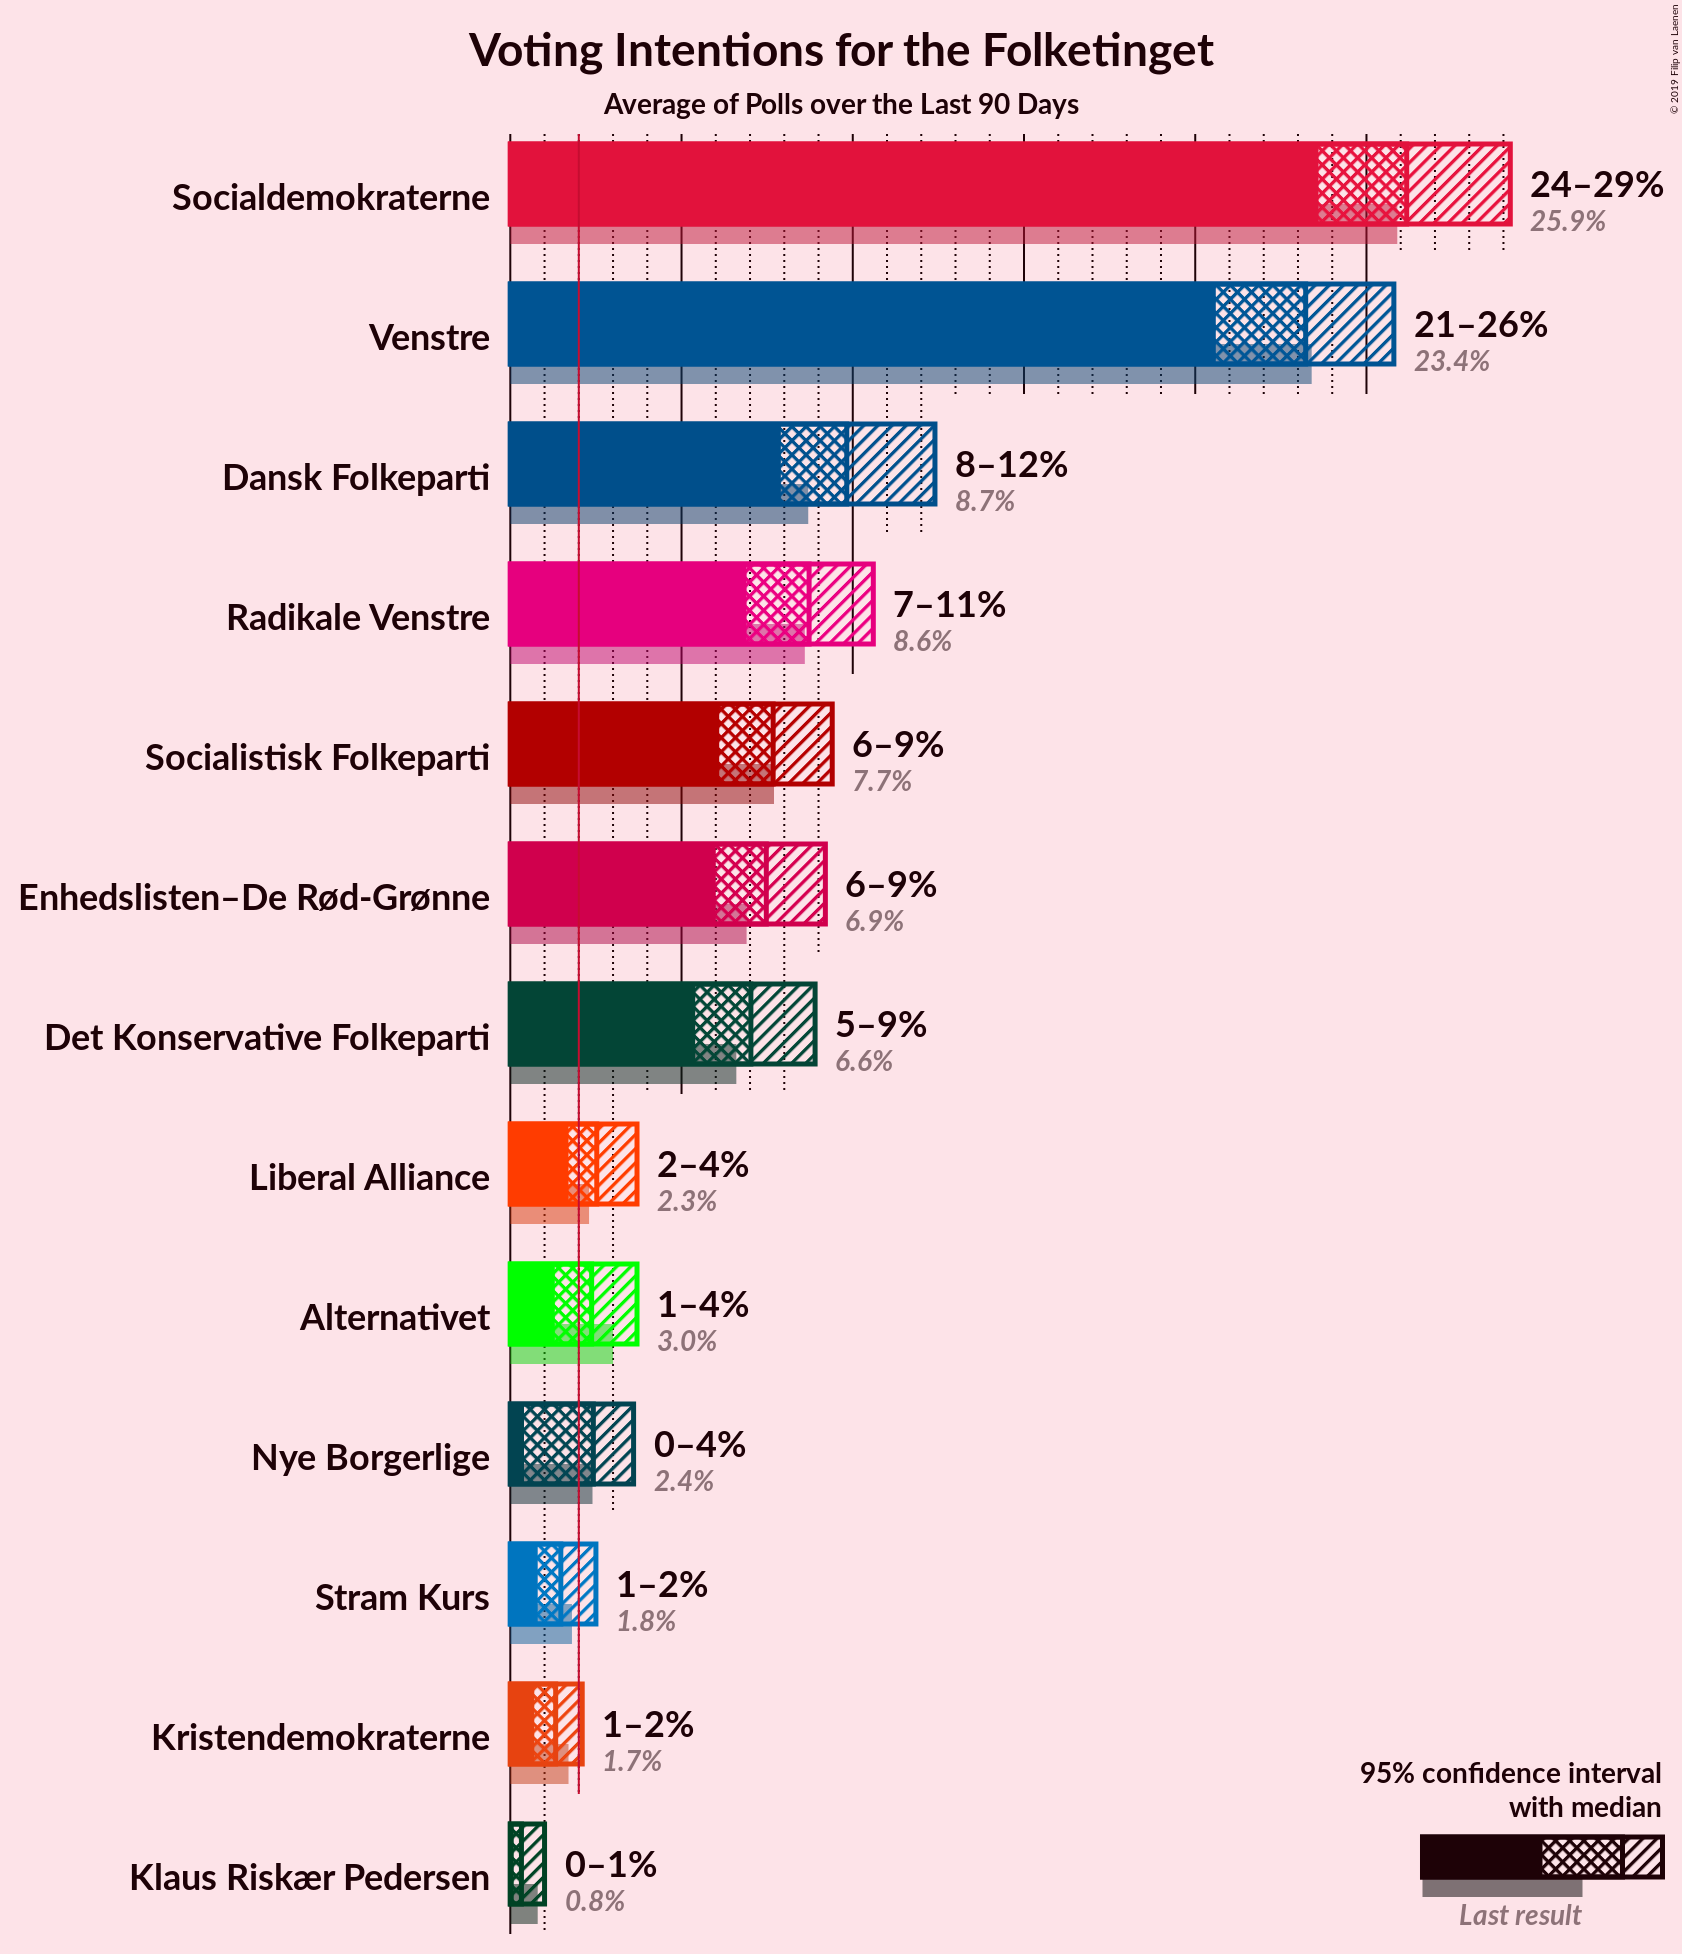 Voting Intentions for the Folketinget
Average of Polls over the Last 90 Days
© 2019 Filip van Laenen
Socialdemokraterne
24–29%
25.9%
Venstre
21–26%
23.4%
Dansk Folkeparti
8–12%
8.7%
Radikale Venstre
7–11%
8.6%
Socialistisk Folkeparti
6–9%
7.7%
Enhedslisten–De Rød-Grønne
6–9%
6.9%
Det Konservative Folkeparti
5–9%
6.6%
Liberal Alliance
2–4%
2.3%
Alternativet
1–4%
3.0%
Nye Borgerlige
0–4%
2.4%
Stram Kurs
1–2%
1.8%
Kristendemokraterne
1–2%
1.7%
Klaus Riskær Pedersen
0–1%
0.8%
95% confidence interval
with median
Last result